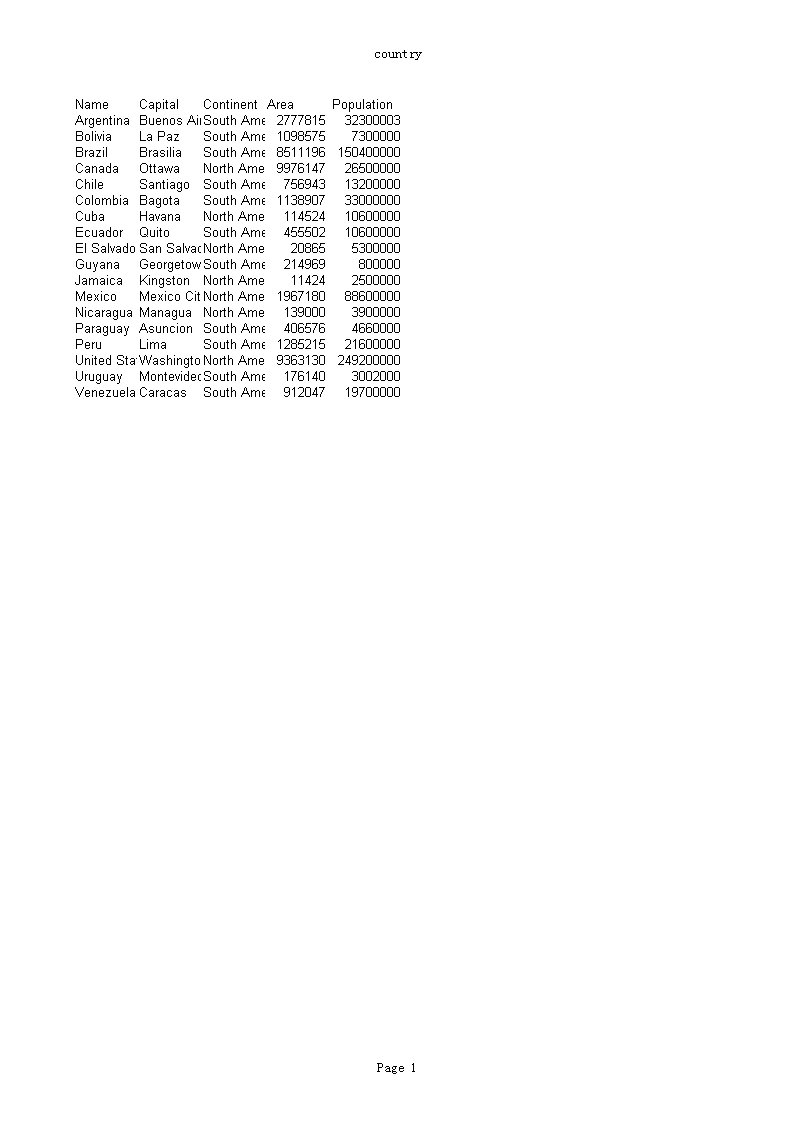 country
Name Capital Continent Area Population
Argentina Buenos Air South Ame 2777815 32300003
Bolivia La Paz South Ame 1098575 7300000
Brazil Brasilia South Ame 8511196 150400000
Canada Ottawa North Ame 9976147 26500000
Chile Santiago South Ame 756943 13200000
Colombia Bagota South Ame 1138907 33000000
Cuba Havana North Ame 114524 10600000
Ecuador Quito South Ame 455502 10600000
El Salvado San Salvad North Ame 20865 5300000
Guyana Georgetow South Ame 214969 800000
Jamaica Kingston North Ame 11424 2500000
Mexico Mexico Cit North Ame 1967180 88600000
Nicaragua Managua North Ame 139000 3900000
Paraguay Asuncion South Ame 406576 4660000
Peru Lima South Ame 1285215 21600000
United Sta Washingto North Ame 9363130 249200000
Uruguay Montevidec South Ame 176140 3002000
Venezuela Caracas South Ame 912047 19700000
Page 1